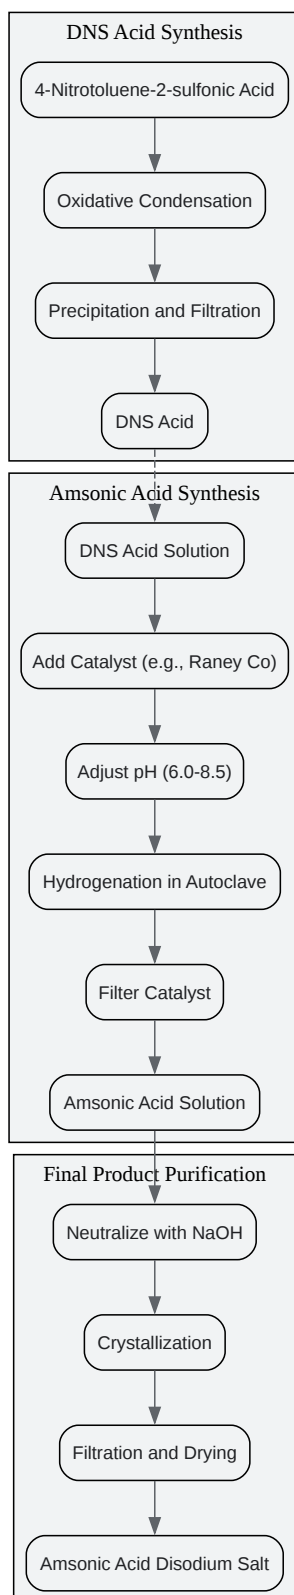 DNS Acid Synthesis
4-Nitrotoluene-2-sulfonic Acid
Oxidative Condensation
Precipitation and Filtration
DNS Acid
Amsonic Acid Synthesis
DNS Acid Solution
Add Catalyst (e.g., Raney Co)
Adjust pH (6.0-8.5)
Hydrogenation in Autoclave
Filter Catalyst
Amsonic Acid Solution
Final Product Purification
Neutralize with NaOH
Crystallization
Filtration and Drying
Amsonic Acid Disodium Salt